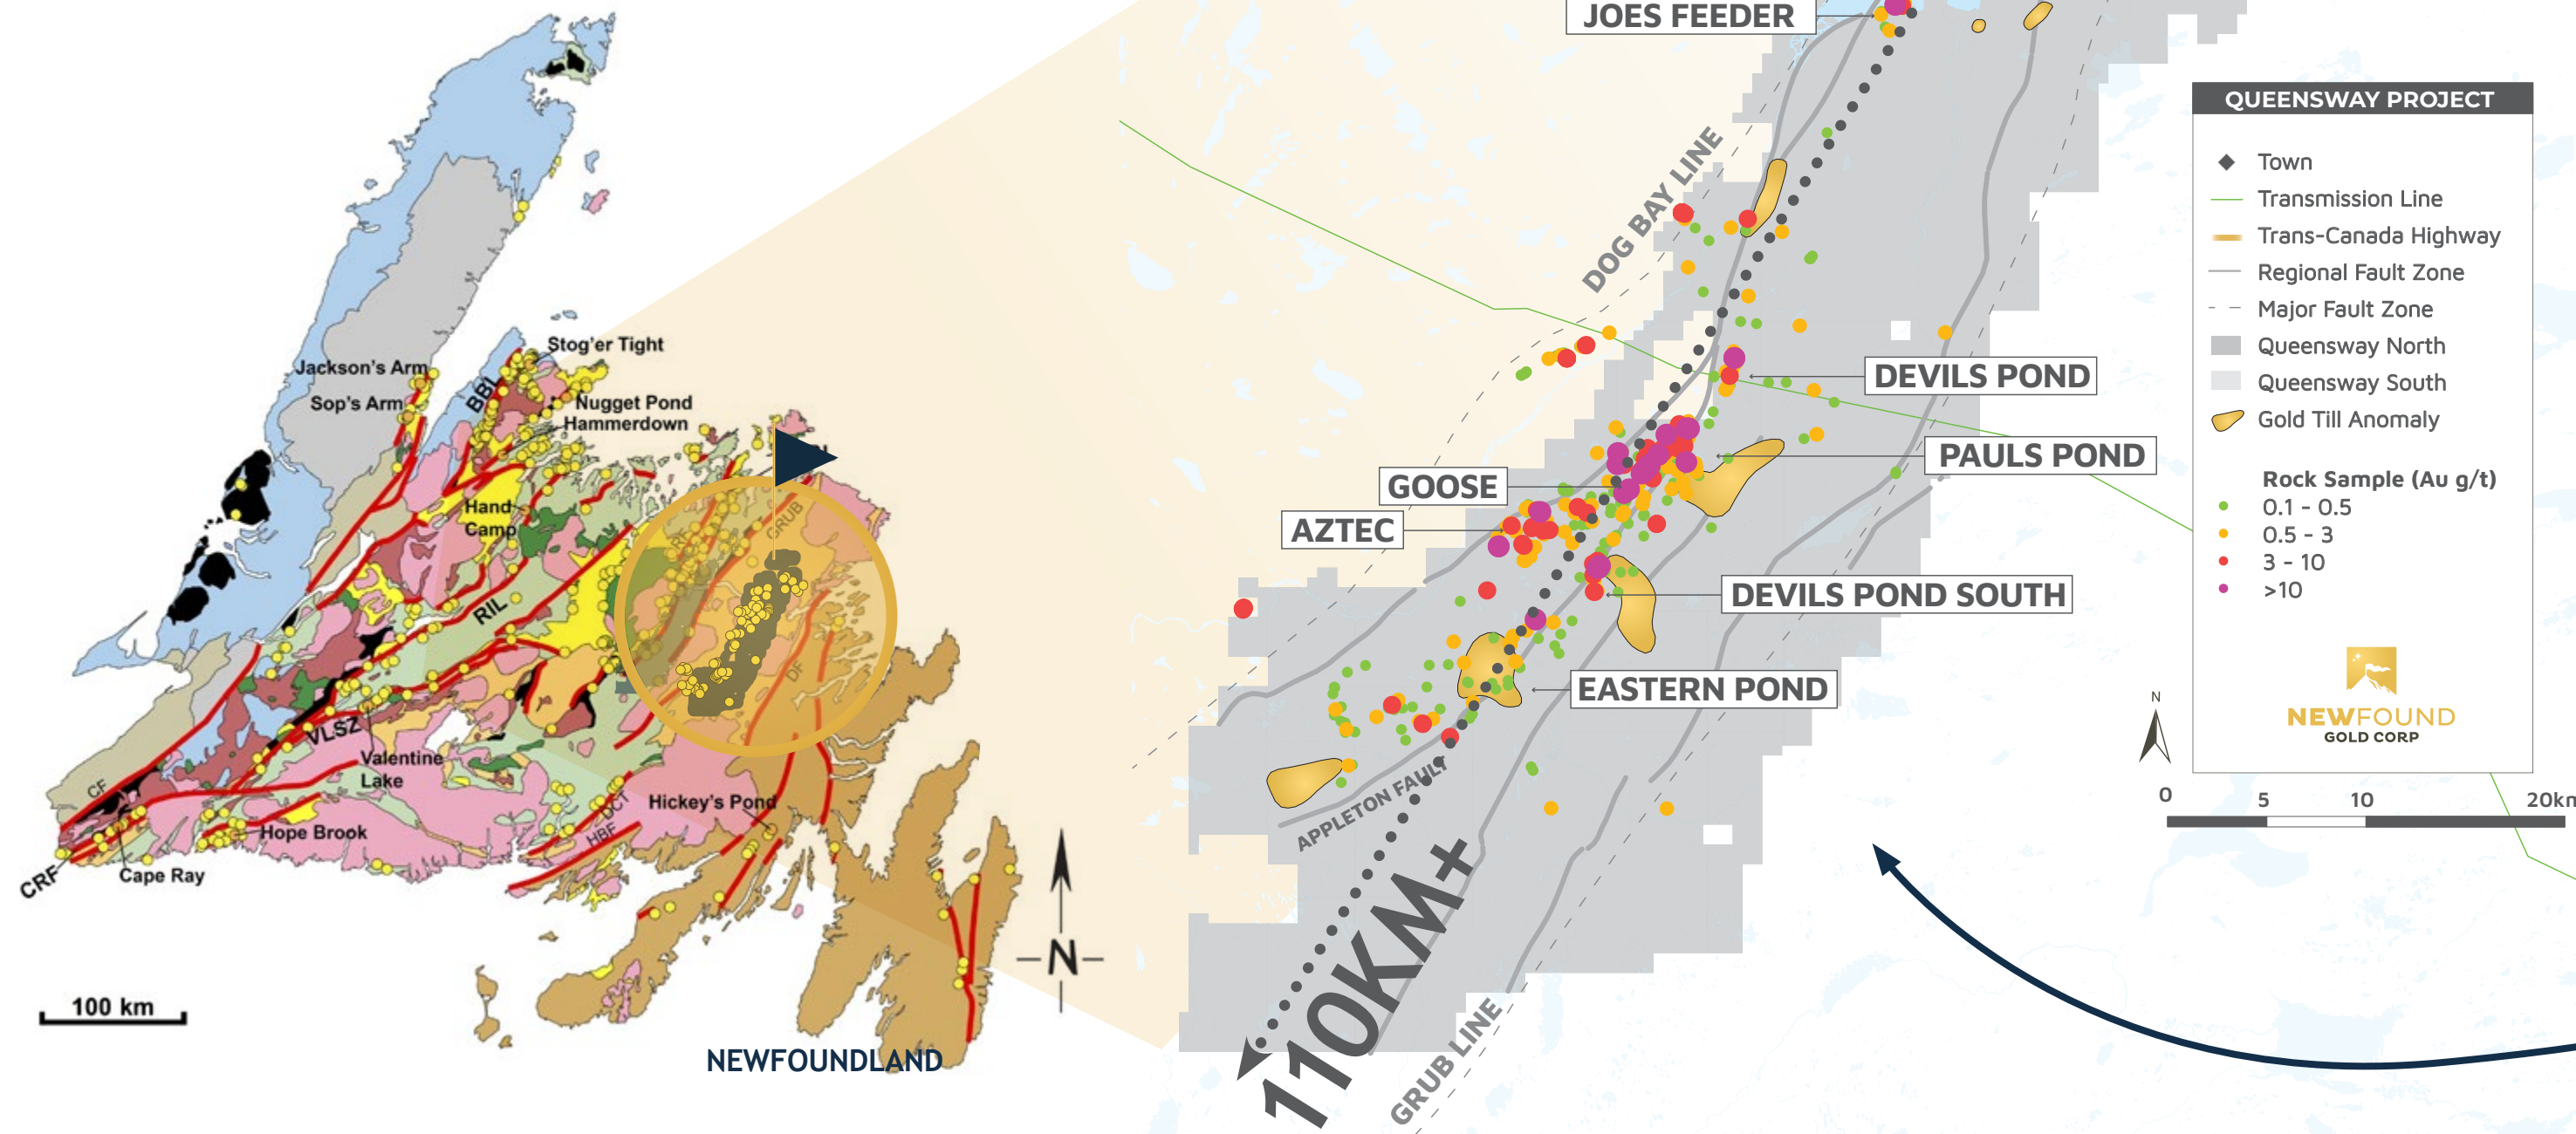 Stog'er Tight
Jackson's Arm
Sop's Arm
BBL
Nugget Pond
Hammerdown
Hand
Camp
GRUB
RIL
DF
VLSZ
Valentine
Lake
CF
Hickey's Pond
DCT
HBF
Hope Brook
Cape Ray
CRF
N
100 km
NEWFOUNDLAND
JOES FEEDER
DOG BAY LINE
DEVILS POND
PAULS POND
GOOSE
AZTEC
DEVILS POND SOUTH
EASTERN POND
APPLETON FAULT
110KM+
GRUB LINE
QUEENSWAY PROJECT
Town
Transmission Line
Trans-Canada Highway
Regional Fault Zone
Major Fault Zone
Queensway North
Queensway South
Gold Till Anomaly
Rock Sample (Au g/t)
0.1 - 0.5
0.5 - 3
3 - 10
>10
NEWFOUND
GOLD CORP
N
0 5 10 20km